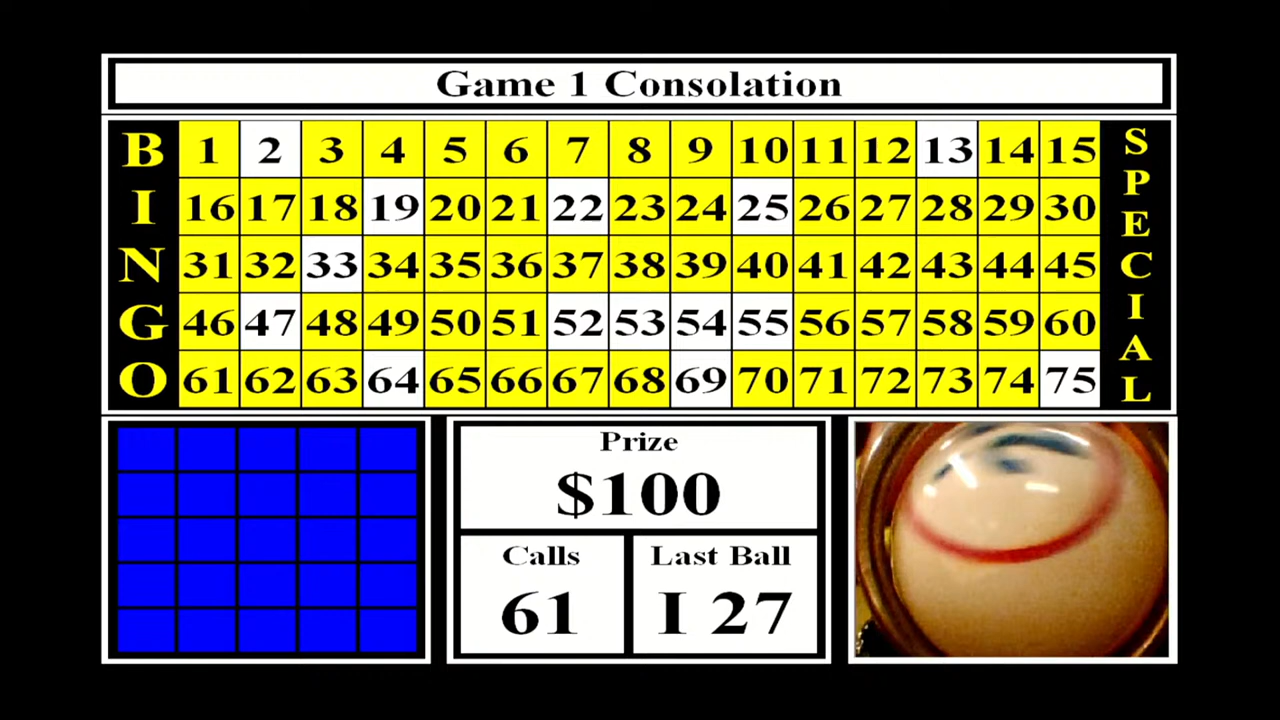 Game 1 Consolation
B 1 2 3 4 5 6 7 8 9 10 11 12 13 14 15
I 16 17 18 19 20 21 22 23 24 25 26 27 28 29 30
N 31 32 33 34 35 36 37 38 39 40 41 42 43 44 45
G 46 47 48 49 50 51 52 53 54 55 56 57 58 59 60
O 61 62 63 64 65 66 67 68 69 70 71 72 73 74 75
SPECIAL
Prize
$100
Calls
61
Last Ball
I 27